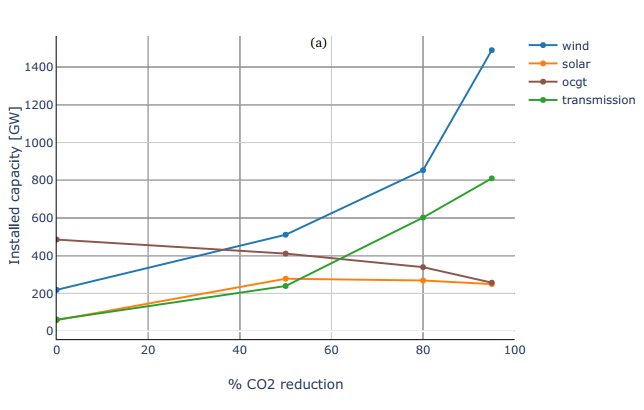 (a)
wind
solar
ocgt
transmission
Installed capacity [GW]
1400
1200
1000
800
600
400
200
0
0 20 40 60 80 100
% CO2 reduction